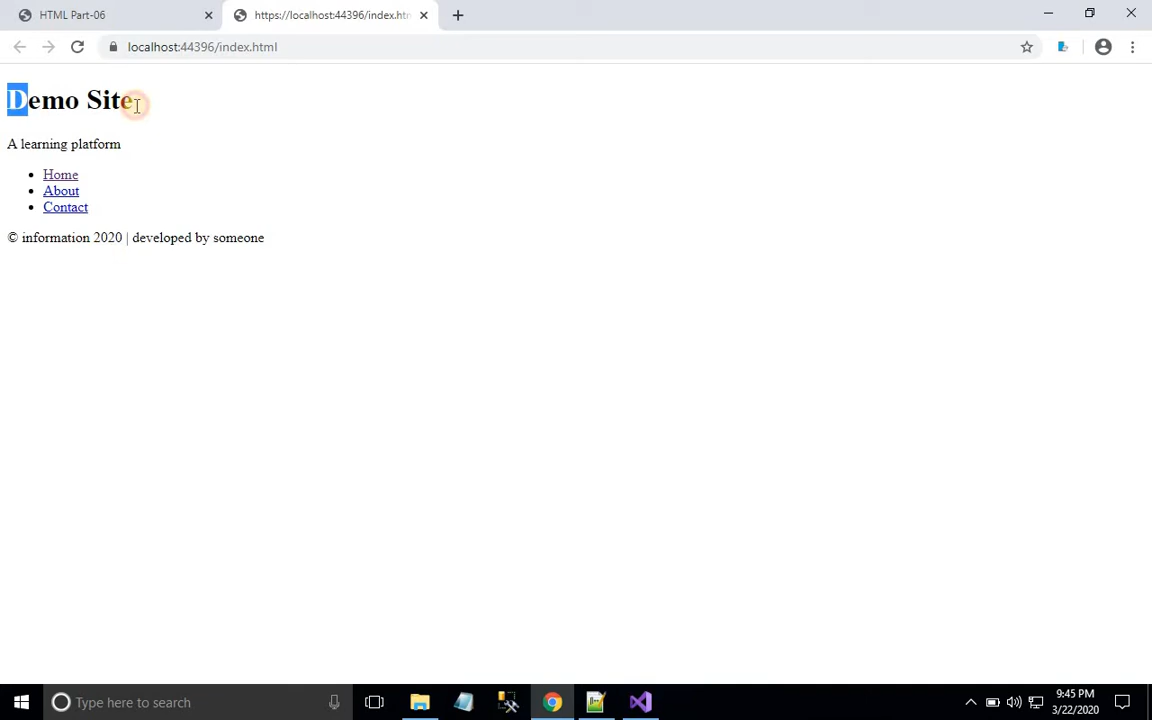 HTML Part-06
https://localhost:44396/index.htm
localhost:44396/index.html
Demo Site
A learning platform
Home
About
Contact
© information 2020 | developed by someone
Type here to search
9:45 PM
3/22/2020